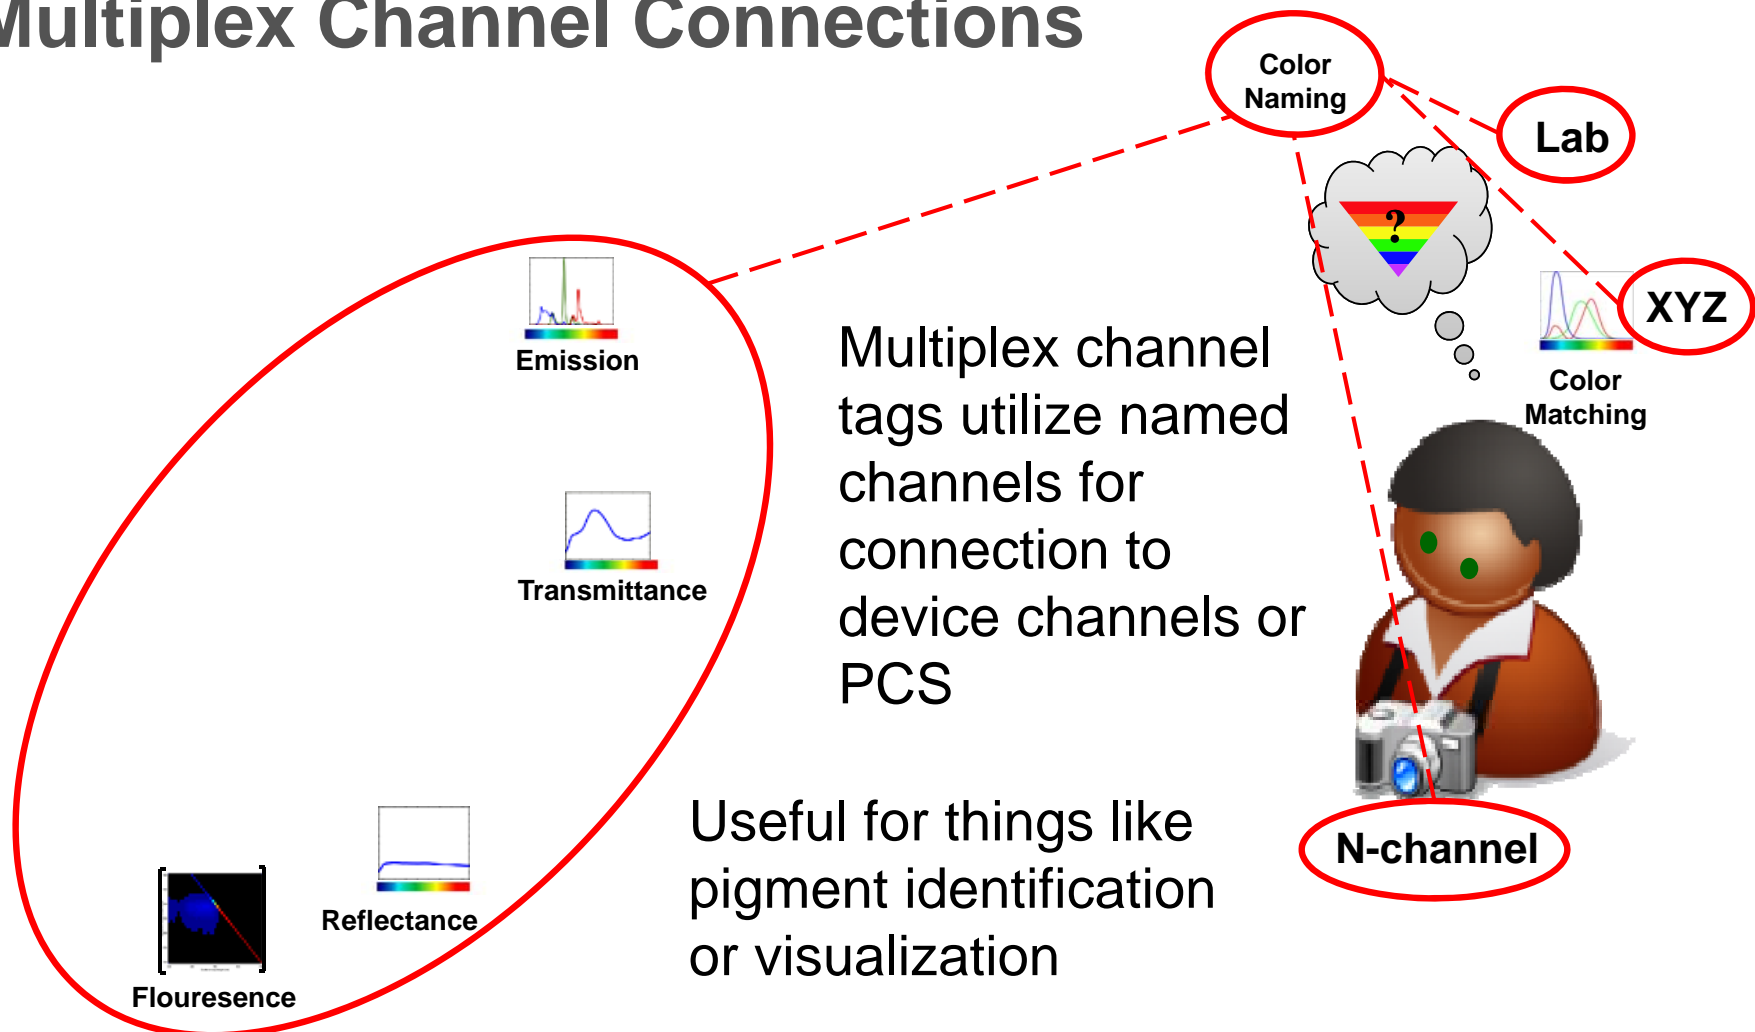 Multiplex Channel Connections
Color
Naming
Lab
?
XYZ
Color
Matching
Emission
Transmittance
Reflectance
Flouresence
Multiplex channel
tags utilize named
channels for
connection to
device channels or
PCS
Useful for things like
pigment identification
or visualization
N-channel